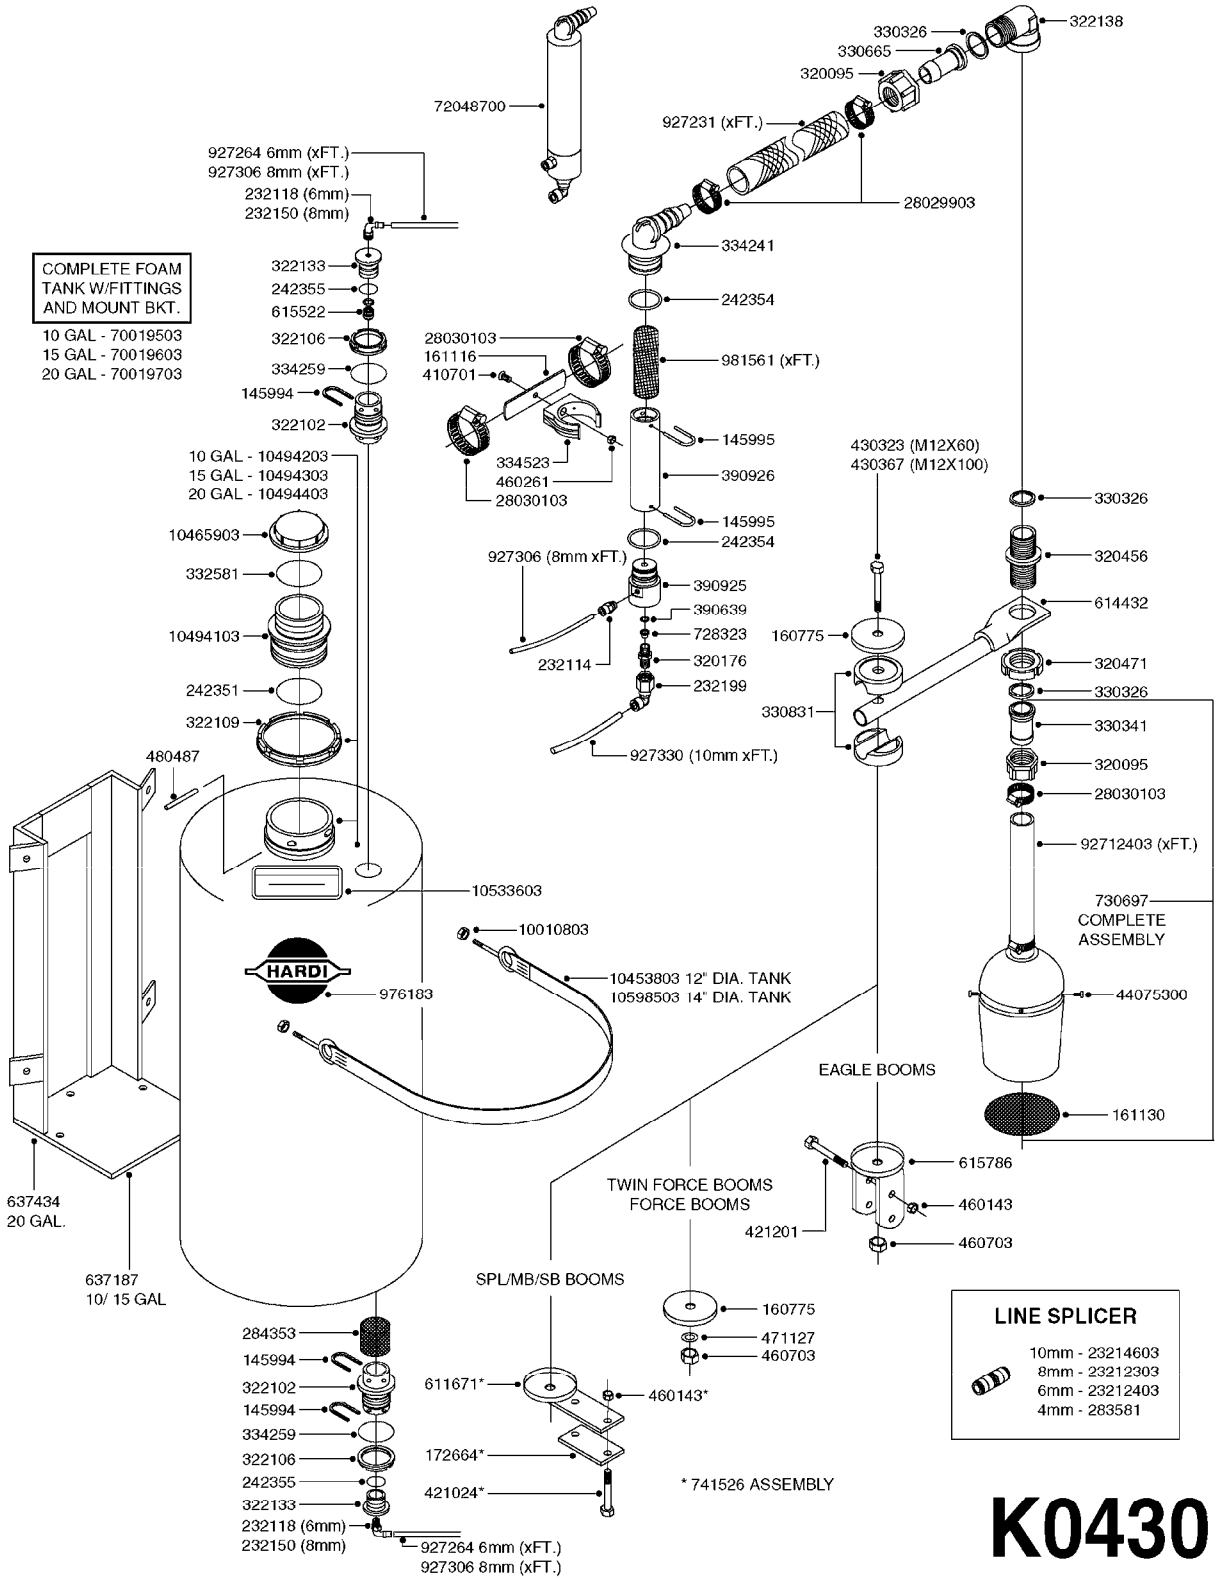 322138
330326
330665
320095
72048700
927231 (xFT.)
927264 6mm (xFT.)
927306 8mm (xFT.)
232118 (6mm)
232150 (8mm)
28029903
334241
COMPLETE FOAM
TANK W/FITTINGS
AND MOUNT BKT.
10 GAL - 70019503
15 GAL - 70019603
20 GAL - 70019703
322133
242355
615522
322106
334259
145994
322102
242354
28030103
161116
410701
981561 (xFT.)
145995
334523
460261
28030103
390926
145995
242354
430323 (M12X60)
430367 (M12X100)
10 GAL - 10494203
15 GAL - 10494303
20 GAL - 10494403
10465903
332581
10494103
242351
322109
480487
927306 (8mm xFT.)
390925
390639
728323
232114
320176
232199
927330 (10mm xFT.)
160775
330831
330326
320456
614432
320471
330326
330341
320095
28030103
92712403 (xFT.)
730697
COMPLETE
ASSEMBLY
10533603
10010803
HARDI
976183
10453803 12" DIA. TANK
10598503 14" DIA. TANK
44075300
EAGLE BOOMS
161130
615786
460143
421201
460703
TWIN FORCE BOOMS
FORCE BOOMS
637434
20 GAL.
637187
10/ 15 GAL
SPL/MB/SB BOOMS
160775
471127
460703
284353
145994
322102
145994
334259
322106
242355
322133
232118 (6mm)
232150 (8mm)
927264 6mm (xFT.)
927306 8mm (xFT.)
611671*
460143*
172664*
421024*
* 741526 ASSEMBLY
LINE SPLICER
10mm - 23214603
8mm - 23212303
6mm - 23212403
4mm - 283581
K0430